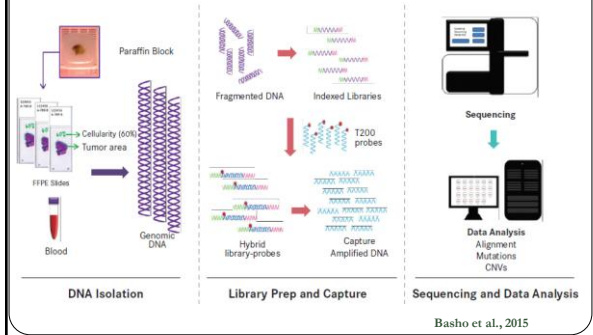 Paraffin Block
Cellularity (60%)
Tumor area
FFPE Slides
Blood
Genomic
DNA
DNA Isolation
Fragmented DNA
Indexed Libraries
T200
probes
Hybrid
library-probes
Capture
Amplified DNA
Library Prep and Capture
Sequencing
Data Analysis
Alignment
Mutations
CNVs
Sequencing and Data Analysis
Basho et al., 2015